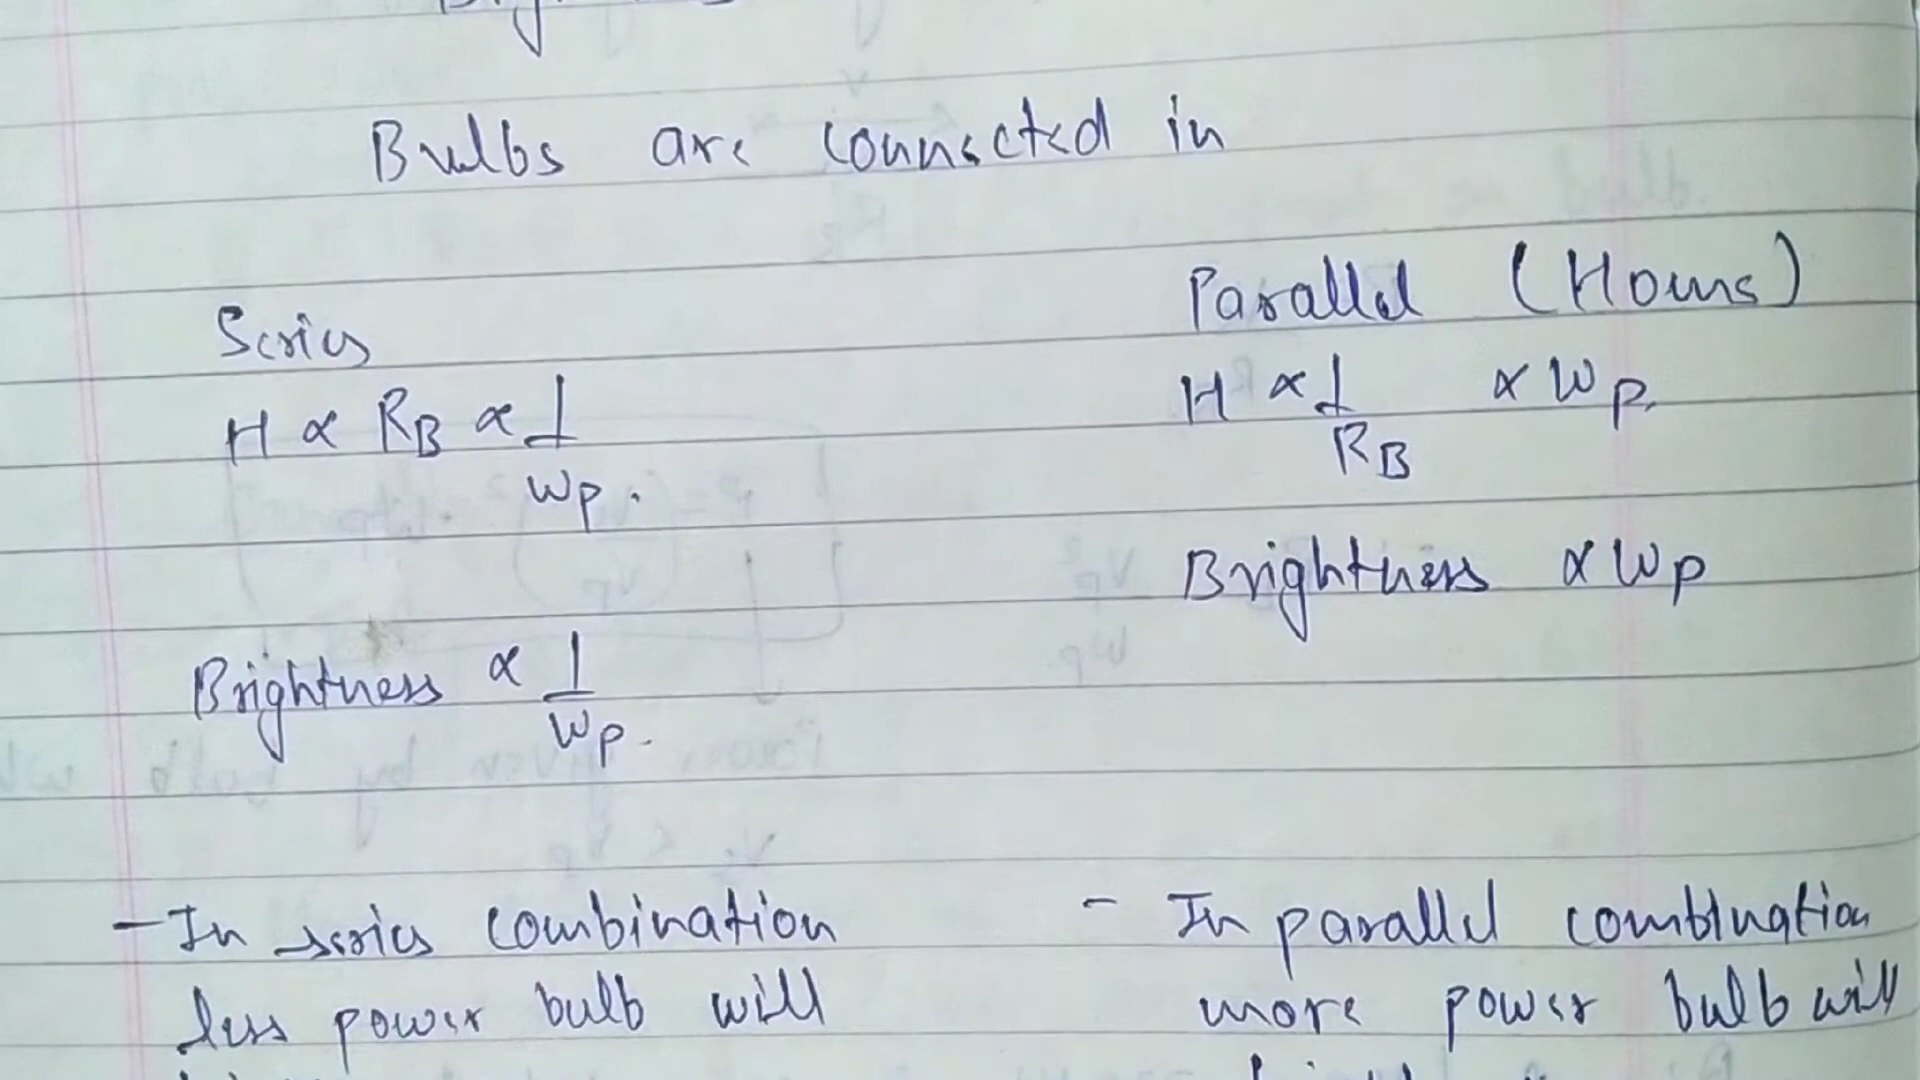 Bulbs are connected in
Series
H ∝ R_B ∝ 1/W_P.
Brightness ∝ 1/W_P.
- In series combination
less power bulb will
Parallel (Home)
H ∝ 1/R_B ∝ W_P.
Brightness ∝ W_P
- In parallel combination
more power bulb will